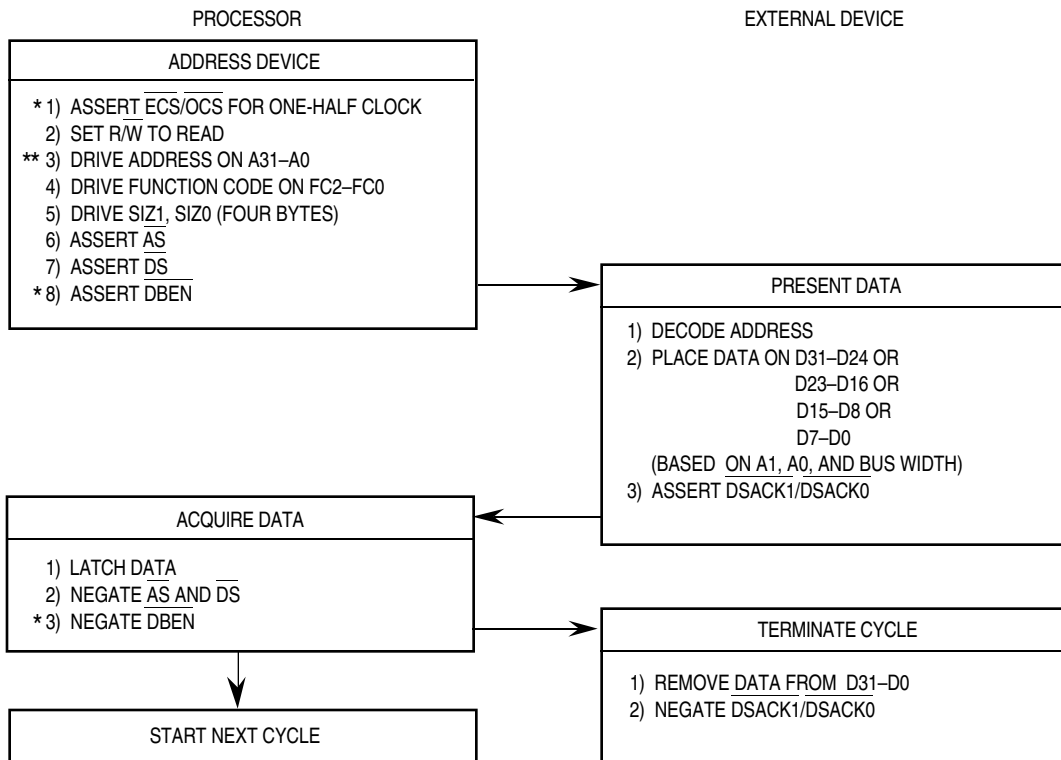 PROCESSOR
EXTERNAL DEVICE
ADDRESS DEVICE
* 1) ASSERT ECS/OCS FOR ONE-HALF CLOCK
2) SET R/W TO READ
** 3) DRIVE ADDRESS ON A31–A0
4) DRIVE FUNCTION CODE ON FC2–FC0
5) DRIVE SIZ1, SIZ0 (FOUR BYTES)
6) ASSERT AS
7) ASSERT DS
* 8) ASSERT DBEN
PRESENT DATA
1) DECODE ADDRESS
2) PLACE DATA ON D31–D24 OR
D23–D16 OR
D15–D8 OR
D7–D0
(BASED ON A1, A0, AND BUS WIDTH)
3) ASSERT DSACK1/DSACK0
ACQUIRE DATA
1) LATCH DATA
2) NEGATE AS AND DS
* 3) NEGATE DBEN
TERMINATE CYCLE
1) REMOVE DATA FROM D31–D0
2) NEGATE DSACK1/DSACK0
START NEXT CYCLE